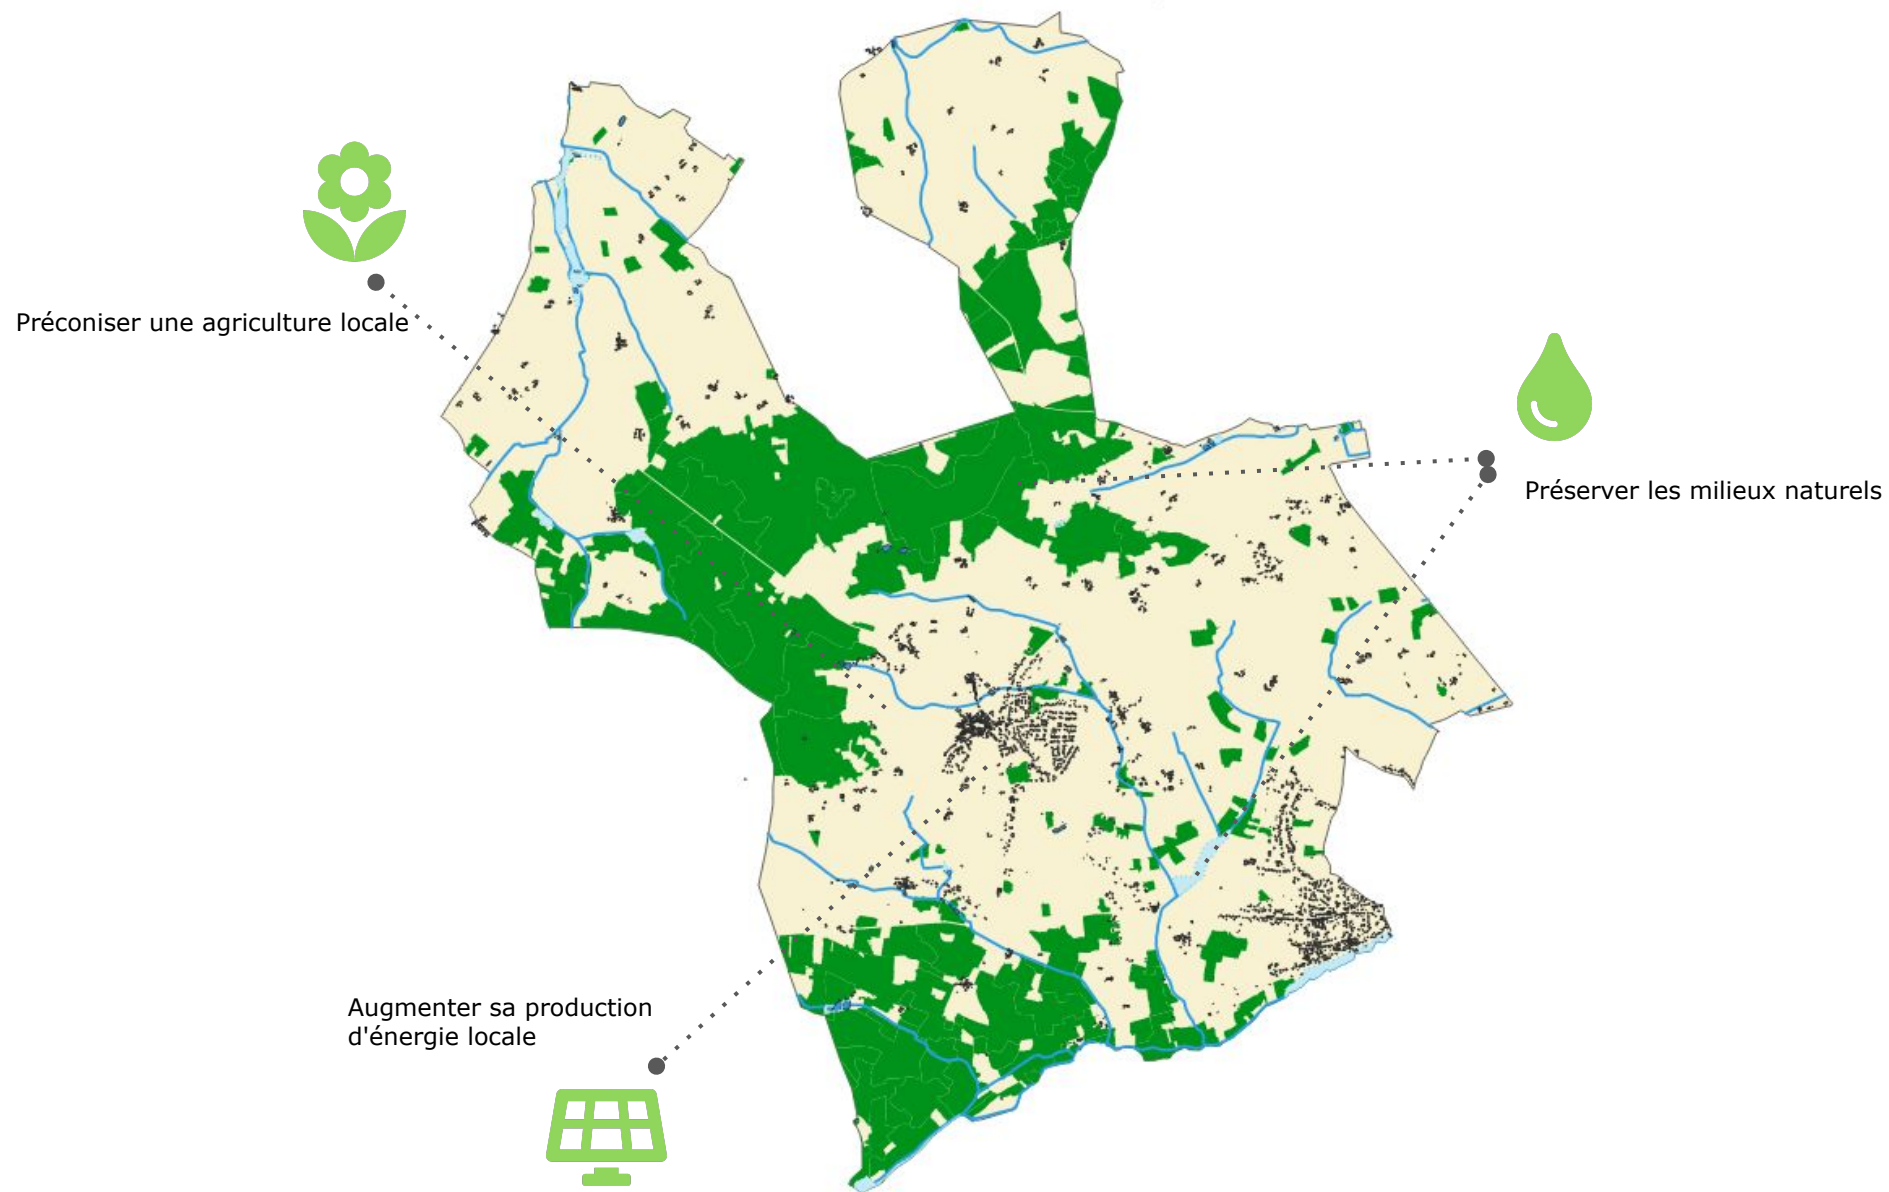 Préconiser une agriculture locale
Préserver les milieux naturels
Augmenter sa production
d'énergie locale